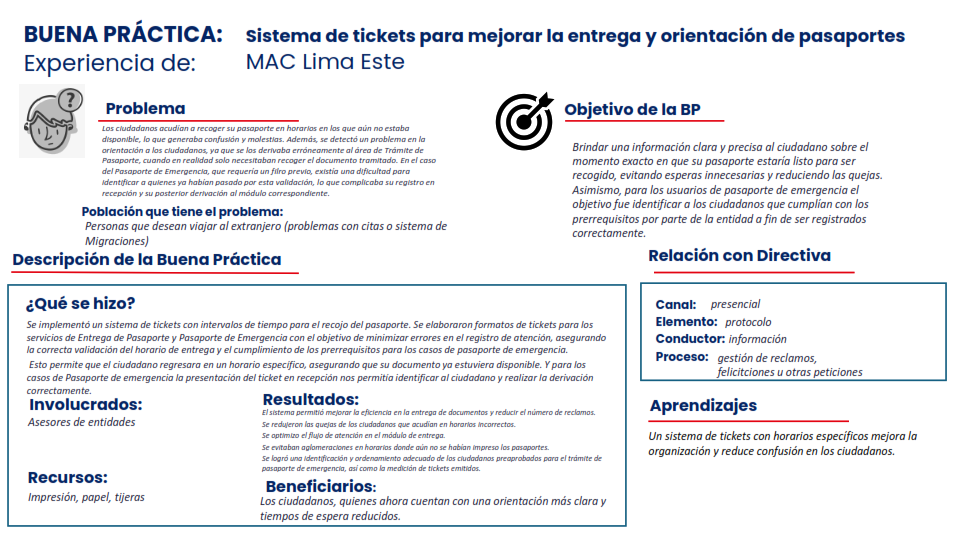 BUENA PRÁCTICA:
Experiencia de:
Sistema de tickets para mejorar la entrega y orientación de pasaportes
MAC Lima Este
?
Problema
Los ciudadanos acudían a recoger su pasaporte en horarios en los que aún no estaba
disponible, lo que generaba confusión y molestias. Además, se detectó un problema en la
orientación a los ciudadanos, ya que se los derivaba erróneamente al área de Trámite de
Pasaporte, cuando en realidad solo necesitaban recoger el documento tramitado. En el caso
del Pasaporte de Emergencia, que requería un filro previo, existía una dificultad para
identificar a quienes ya habían pasado por esta validación, lo que complicaba su registro en
recepción y su posterior derivación al módulo correspondiente.
Población que tiene el problema:
Personas que desean viajar al extranjero (problemas con citas o sistema de
Migraciones)
Objetivo de la BP
Brindar una información clara y precisa al ciudadano sobre el
momento exacto en que su pasaporte estaría listo para ser
recogido, evitando esperas innecesarias y reduciendo las quejas.
Asimismo, para los usuarios de pasaporte de emergencia el
objetivo fue identificar a los ciudadanos que cumplían con los
prerrequisitos por parte de la entidad a fin de ser registrados
correctamente.
Descripción de la Buena Práctica
¿Qué se hizo?
Se implementó un sistema de tickets con intervalos de tiempo para el recojo del pasaporte. Se elaboraron formatos de tickets para los
servicios de Entrega de Pasaporte y Pasaporte de Emergencia con el objetivo de minimizar errores en el registro de atención, asegurando
la correcta validación del horario de entrega y el cumplimiento de los prerrequisitos para los casos de pasaporte de emergencia.
Esto permite que el ciudadano regresara en un horario específico, asegurando que su documento ya estuviera disponible. Y para los
casos de Pasaporte de emergencia la presentación del ticket en recepción nos permitía identificar al ciudadano y realizar la derivación
correctamente.
Involucrados:
Asesores de entidades
Recursos:
Impresión, papel, tijeras
Resultados:
El sistema permitió mejorar la eficiencia en la entrega de documentos y reducir el número de reclamos.
Se redujeron las quejas de los ciudadanos que acudían en horarios incorrectos.
Se optimizo el flujo de atención en el módulo de entrega.
Se evitaban aglomeraciones en horarios donde aún no se habían impreso los pasaportes.
Se logró una identificación y ordenamiento adecuado de los ciudadanos preaprobados para el trámite de
pasaporte de emergencia, así como la medición de tickets emitidos.
Beneficiarios:
Los ciudadanos, quienes ahora cuentan con una orientación más clara y
tiempos de espera reducidos.
Relación con Directiva
Canal: presencial
Elemento: protocolo
Conductor: información
Proceso: gestión de reclamos,
felicitciones u otras peticiones
Aprendizajes
Un sistema de tickets con horarios específicos mejora la
organización y reduce confusión en los ciudadanos.